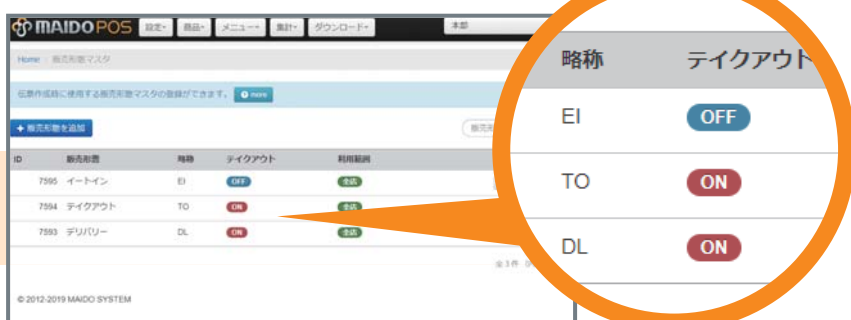 MAIDO POS 設定 商品 メニュー 集計 ダウンロード 本部
Home 販売形態マスタ
伝票作成時に使用する販売形態マスタの登録ができます。 more
+ 販売形態を追加
ID 販売形態 略称 テイクアウト 利用範囲
7595 イートイン EI OFF 全店
7594 テイクアウト TO ON 全店
7593 デリバリー DL ON 全店
全3件
© 2012-2019 MAIDO SYSTEM
略称 テイクアウト
EI OFF
TO ON
DL ON